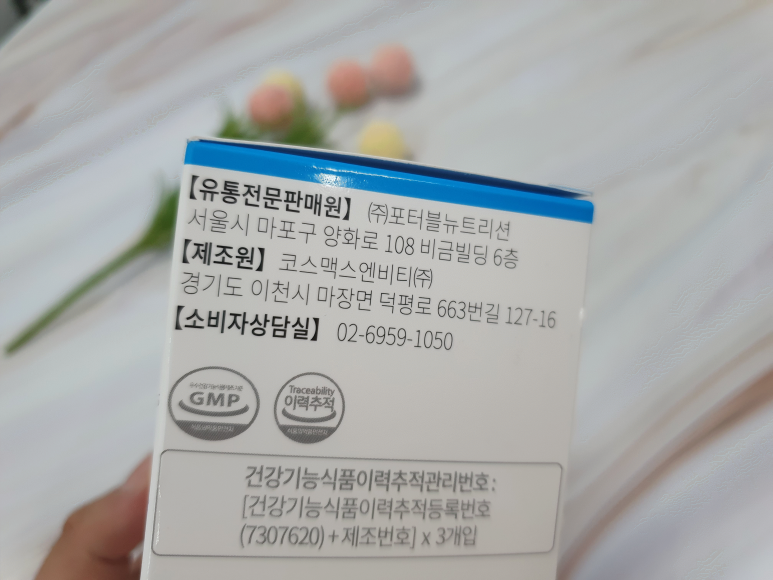 【유통전문판매원】 ㈜포터블뉴트리션
서울시 마포구 양화로 108 비금빌딩 6층
【제조원】 코스맥스엔비티㈜
경기도 이천시 마장면 덕평로 663번길 127-16
【소비자상담실】 02-6959-1050
GMP
Traceability
이력추적
건강기능식품이력추적관리번호 :
[건강기능식품이력추적등록번호
(7307620) + 제조번호] x 3개입